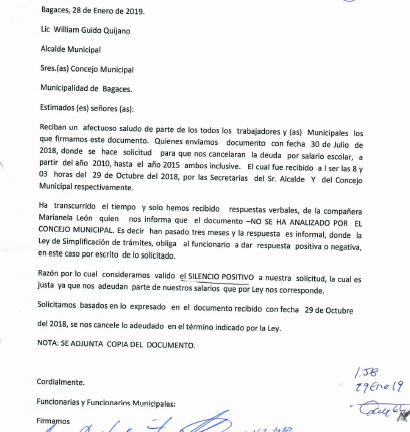 Bagaces, 28 de Enero de 2019.
Lic William Guido Quijano
Alcalde Municipal
Sres.(as) Concejo Municipal
Municipalidad de Bagaces.
Estimados (es) señores (as):
Reciban un afectuoso saludo de parte de los todos los trabajadores y (as) Municipales los
que firmamos este documento. Quienes enviamos documento con fecha 30 de Julio de
2018, donde se hace solicitud para que nos cancelaran la deuda por salario escolar, a
partir del año 2010, hasta el año 2015 ambos inclusive. El cual fue recibido a l ser las 8 y
03 horas del 29 de Octubre del 2018, por las Secretarias del Sr. Alcalde Y del Concejo
Municipal respectivamente.
Ha transcurrido el tiempo y solo hemos recibido respuestas verbales, de la compañera
Marianela León quien nos informa que el documento –NO SE HA ANALIZADO POR EL
CONCEJO MUNICIPAL. Es decir han pasado tres meses y la respuesta es informal, donde la
Ley de Simplificación de trámites, obliga al funcionario a dar respuesta positiva o negativa,
en este caso por escrito de lo solicitado.
Razón por lo cual consideramos valido el SILENCIO POSITIVO a nuestra solicitud, la cual es
justa ya que nos adeudan parte de nuestros salarios que por Ley nos corresponde.
Solicitamos basados en lo expresado en el documento recibido con fecha 29 de Octubre
del 2018, se nos cancele lo adeudado en el término indicado por la Ley.
NOTA: SE ADJUNTA COPIA DEL DOCUMENTO.
1:58
29Ene19
Cordialmente.
Funcionarias y Funcionarios Municipales:
Firmamos